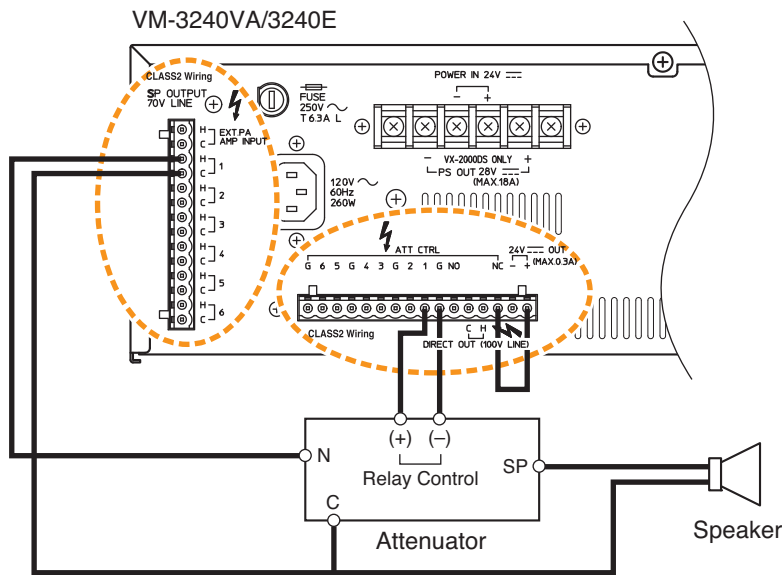 VM-3240VA/3240E
CLASS2 Wiring
SP OUTPUT
70V LINE
H
C
EXT.PA
AMP INPUT
H
C
1
H
C
2
H
C
3
H
C
4
H
C
5
H
C
6
FUSE
250V
T 6.3A L
120V
60Hz
260W
POWER IN 24V
− +
− VX-2000DS ONLY +
PS OUT 28V
(MAX.18A)
ATT CTRL
24V OUT
(MAX.0.3A)
G 6 5 G 4 3 G 2 1 G NO NC − +
CLASS2 Wiring
C H
DIRECT OUT (100V LINE)
(+) (−)
Relay Control
N
SP
C
Attenuator
Speaker